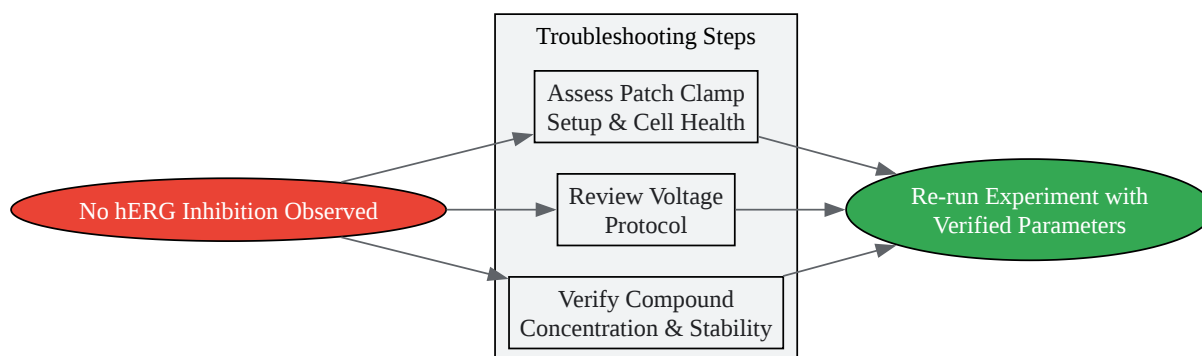 Troubleshooting Steps
Assess Patch Clamp
Setup & Cell Health
No hERG Inhibition Observed
Review Voltage
Protocol
Re-run Experiment with
Verified Parameters
Verify Compound
Concentration & Stability